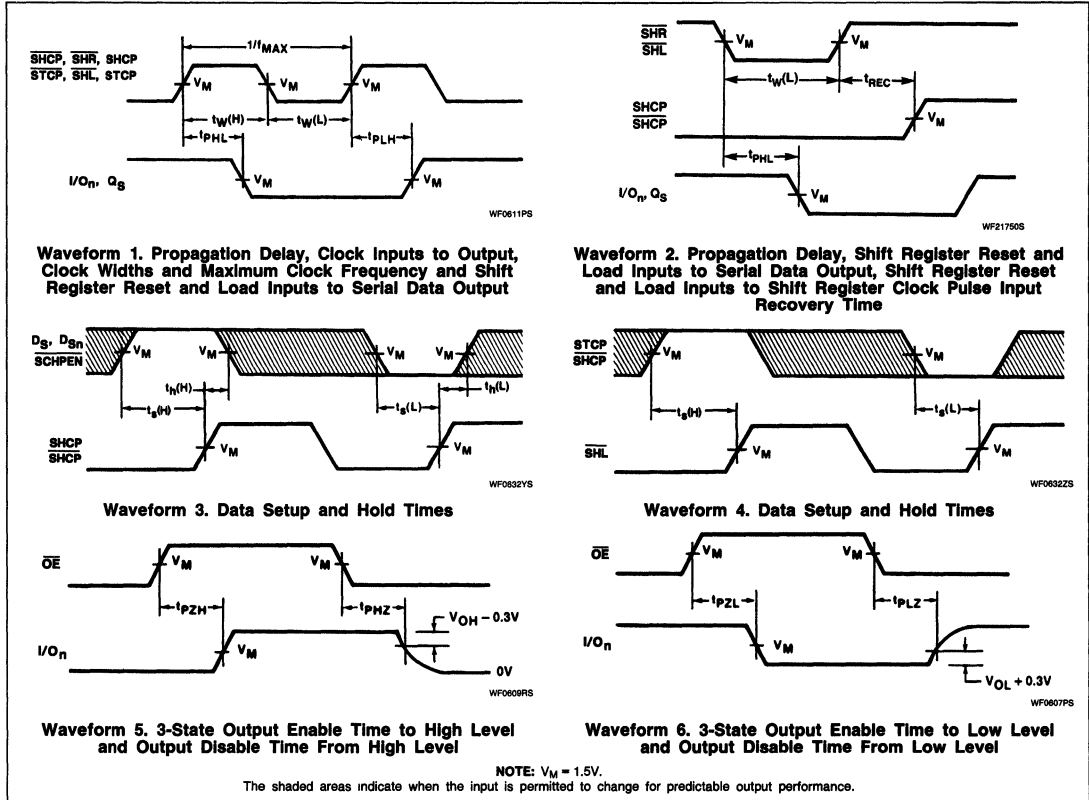 1/fMAX
SHCP, SHR, SHCP
STCP, SHL, STCP
VM
VM
VM
tW(H)
tW(L)
tPHL
tPLH
I/On, QS
VM
VM
WF0611PS
Waveform 1. Propagation Delay, Clock Inputs to Output,
Clock Widths and Maximum Clock Frequency and Shift
Register Reset and Load Inputs to Serial Data Output
SHR
SHL
VM
VM
tW(L)
tREC
SHCP
SHCP
VM
tPHL
I/On, QS
VM
WF21750S
Waveform 2. Propagation Delay, Shift Register Reset and
Load Inputs to Serial Data Output, Shift Register Reset
and Load Inputs to Shift Register Clock Pulse Input
Recovery Time
DS, DSn
SCHPEN
VM
VM
VM
VM
th(H)
th(L)
ts(H)
ts(L)
SHCP
SHCP
VM
VM
WF0632YS
Waveform 3. Data Setup and Hold Times
STCP
SHCP
VM
VM
ts(H)
ts(L)
SHL
VM
VM
WF0632ZS
Waveform 4. Data Setup and Hold Times
OE
VM
VM
tPZH
tPHZ
VOH – 0.3V
I/On
VM
0V
WF0609RS
Waveform 5. 3-State Output Enable Time to High Level
and Output Disable Time From High Level
OE
VM
VM
tPZL
tPLZ
I/On
VM
VOL + 0.3V
WF0607PS
Waveform 6. 3-State Output Enable Time to Low Level
and Output Disable Time From Low Level
NOTE: VM = 1.5V.
The shaded areas indicate when the input is permitted to change for predictable output performance.